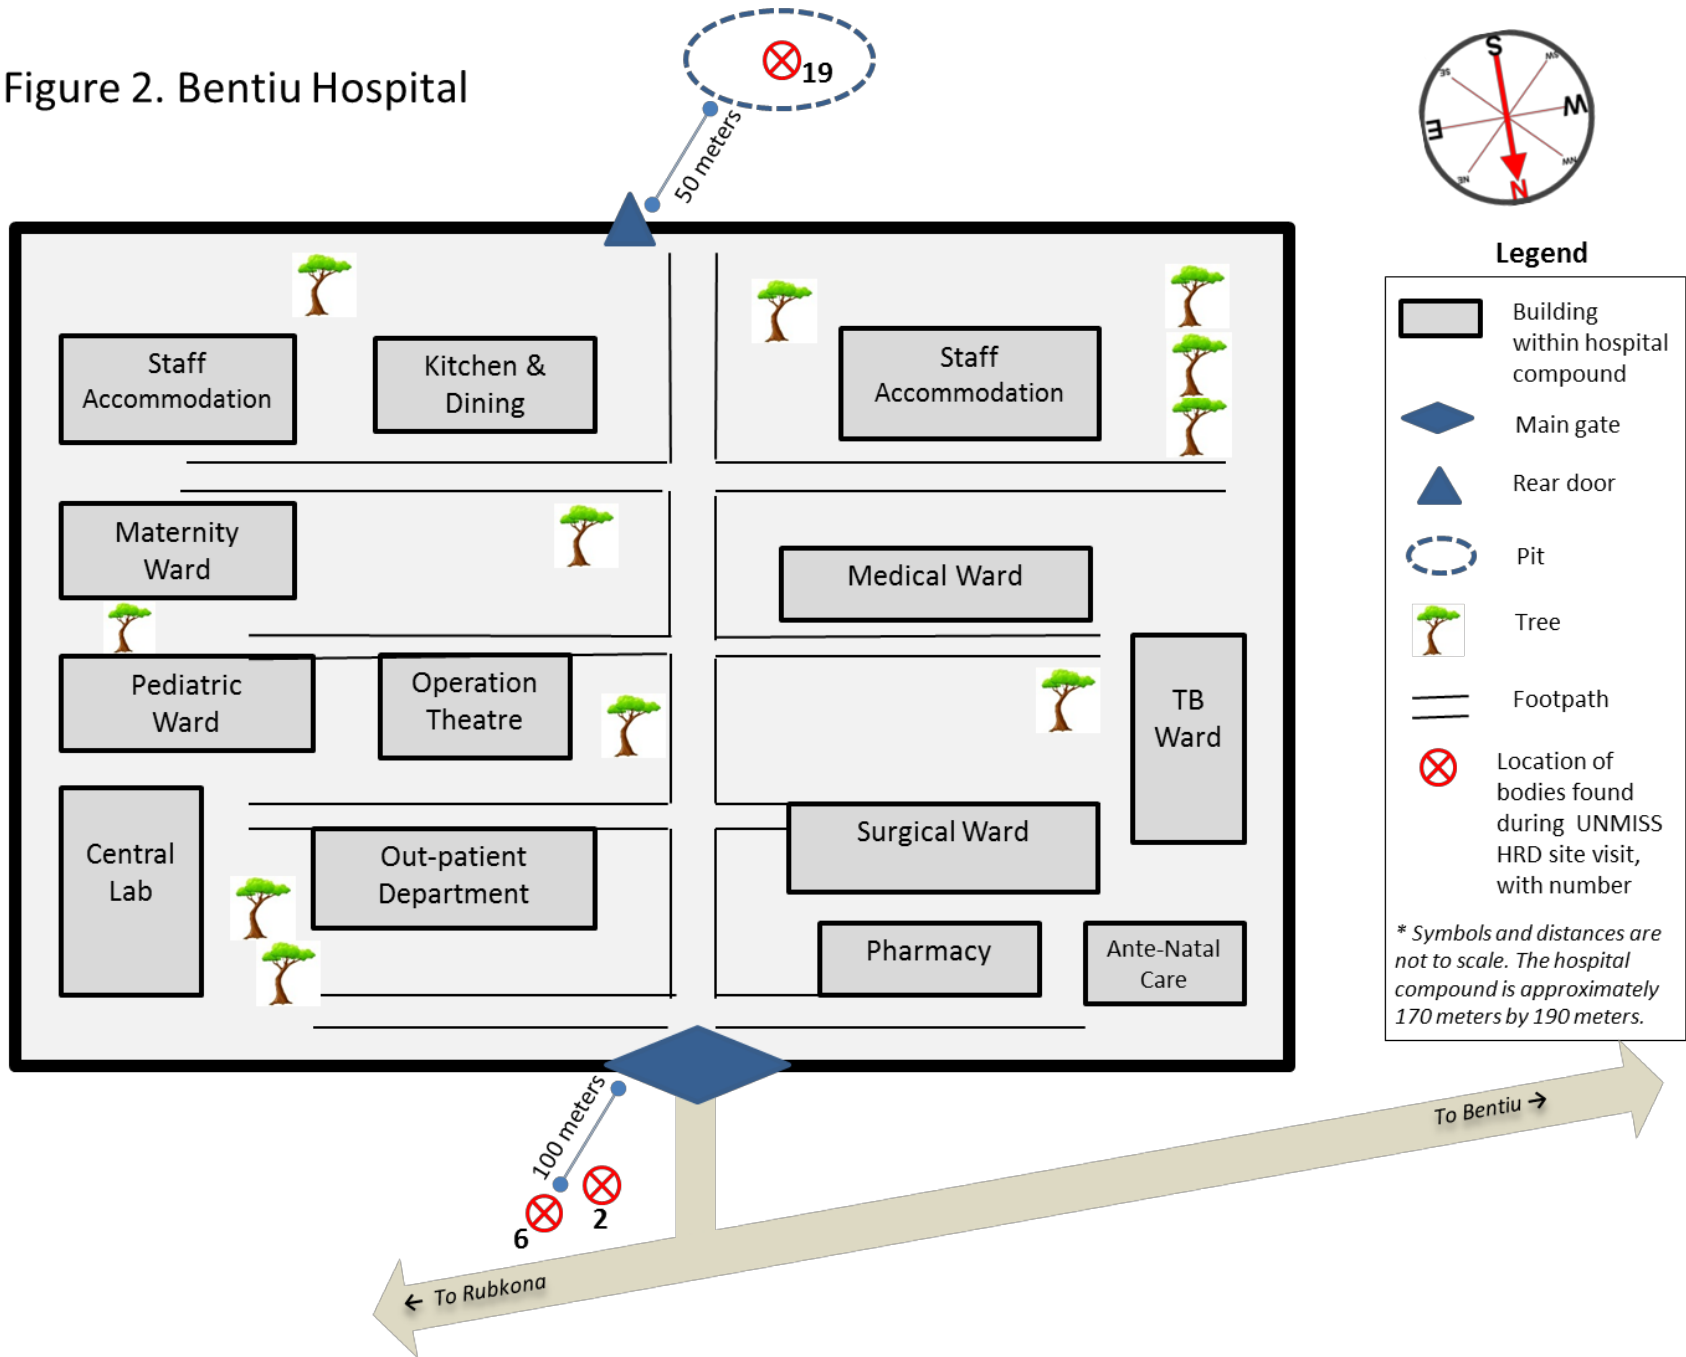 Figure 2. Bentiu Hospital
19
50 meters
S
SW
W
NW
N
NE
E
SE
Staff
Accommodation
Kitchen &
Dining
Staff
Accommodation
Maternity
Ward
Medical Ward
Pediatric
Ward
Operation
Theatre
TB
Ward
Central
Lab
Out-patient
Department
Surgical Ward
Pharmacy
Ante-Natal
Care
100 meters
6
2
← To Rubkona
To Bentiu →
Legend
Building
within hospital
compound
Main gate
Rear door
Pit
Tree
Footpath
Location of
bodies found
during UNMISS
HRD site visit,
with number
* Symbols and distances are
not to scale. The hospital
compound is approximately
170 meters by 190 meters.